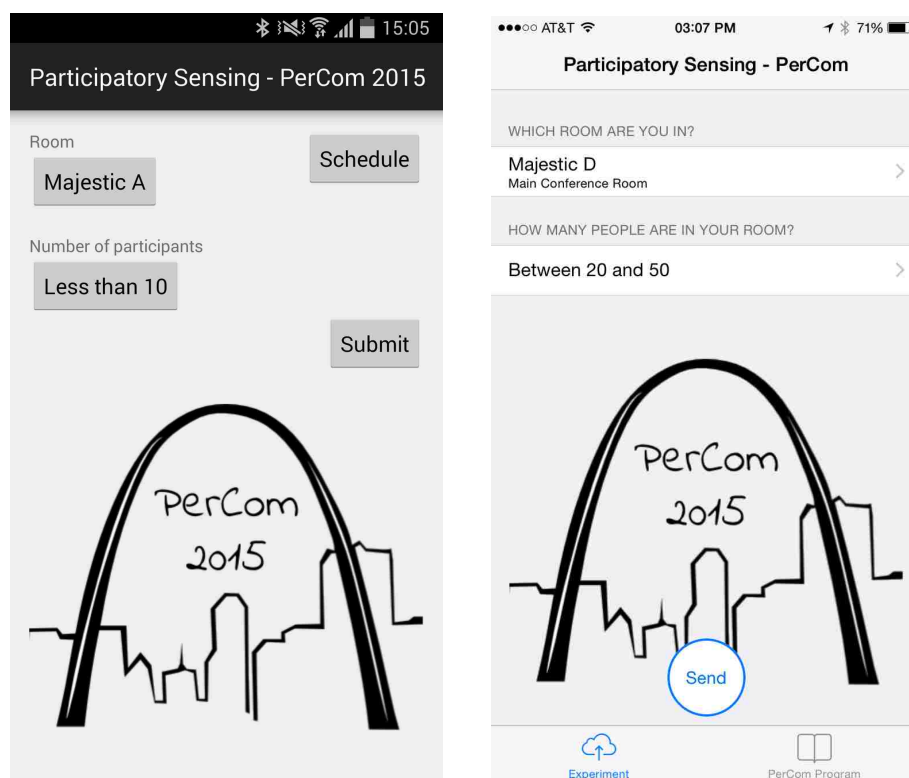 15:05
Participatory Sensing - PerCom 2015
Room
Schedule
Majestic A
Number of participants
Less than 10
Submit
PerCom
2015
AT&T 03:07 PM 71%
Participatory Sensing - PerCom
WHICH ROOM ARE YOU IN?
Majestic D
Main Conference Room
HOW MANY PEOPLE ARE IN YOUR ROOM?
Between 20 and 50
PerCom
2015
Send
Experiment PerCom Program